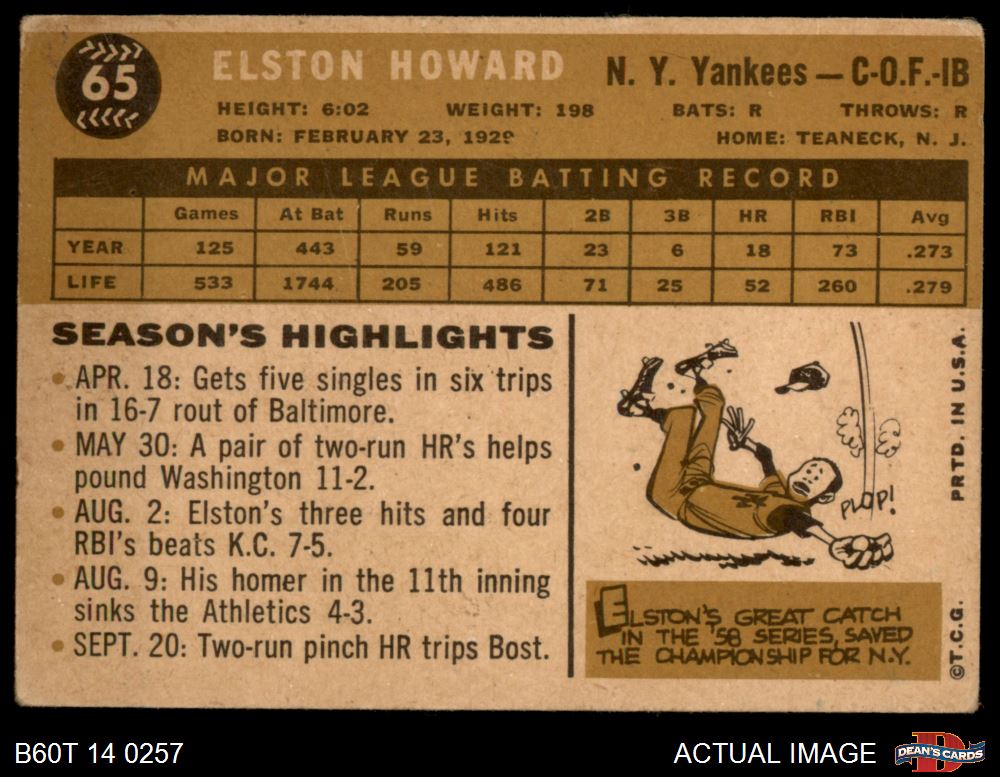 65
ELSTON HOWARD
N. Y. Yankees — C-O.F.-1B
HEIGHT: 6:02 WEIGHT: 198 BATS: R THROWS: R
BORN: FEBRUARY 23, 1929 HOME: TEANECK, N. J.
MAJOR LEAGUE BATTING RECORD
Games At Bat Runs Hits 2B 3B HR RBI Avg
YEAR 125 443 59 121 23 6 18 73 .273
LIFE 533 1744 205 486 71 25 52 260 .279
SEASON'S HIGHLIGHTS
• APR. 18: Gets five singles in six trips
in 16-7 rout of Baltimore.
• MAY 30: A pair of two-run HR's helps
pound Washington 11-2.
• AUG. 2: Elston's three hits and four
RBI's beats K.C. 7-5.
• AUG. 9: His homer in the 11th inning
sinks the Athletics 4-3.
• SEPT. 20: Two-run pinch HR trips Bost.
PLOP!
ELSTON'S GREAT CATCH
IN THE '58 SERIES, SAVED
THE CHAMPIONSHIP FOR N.Y.
©T.C.G. PRTD. IN U.S.A.
B60T 14 0257
ACTUAL IMAGE
DEAN'S CARDS